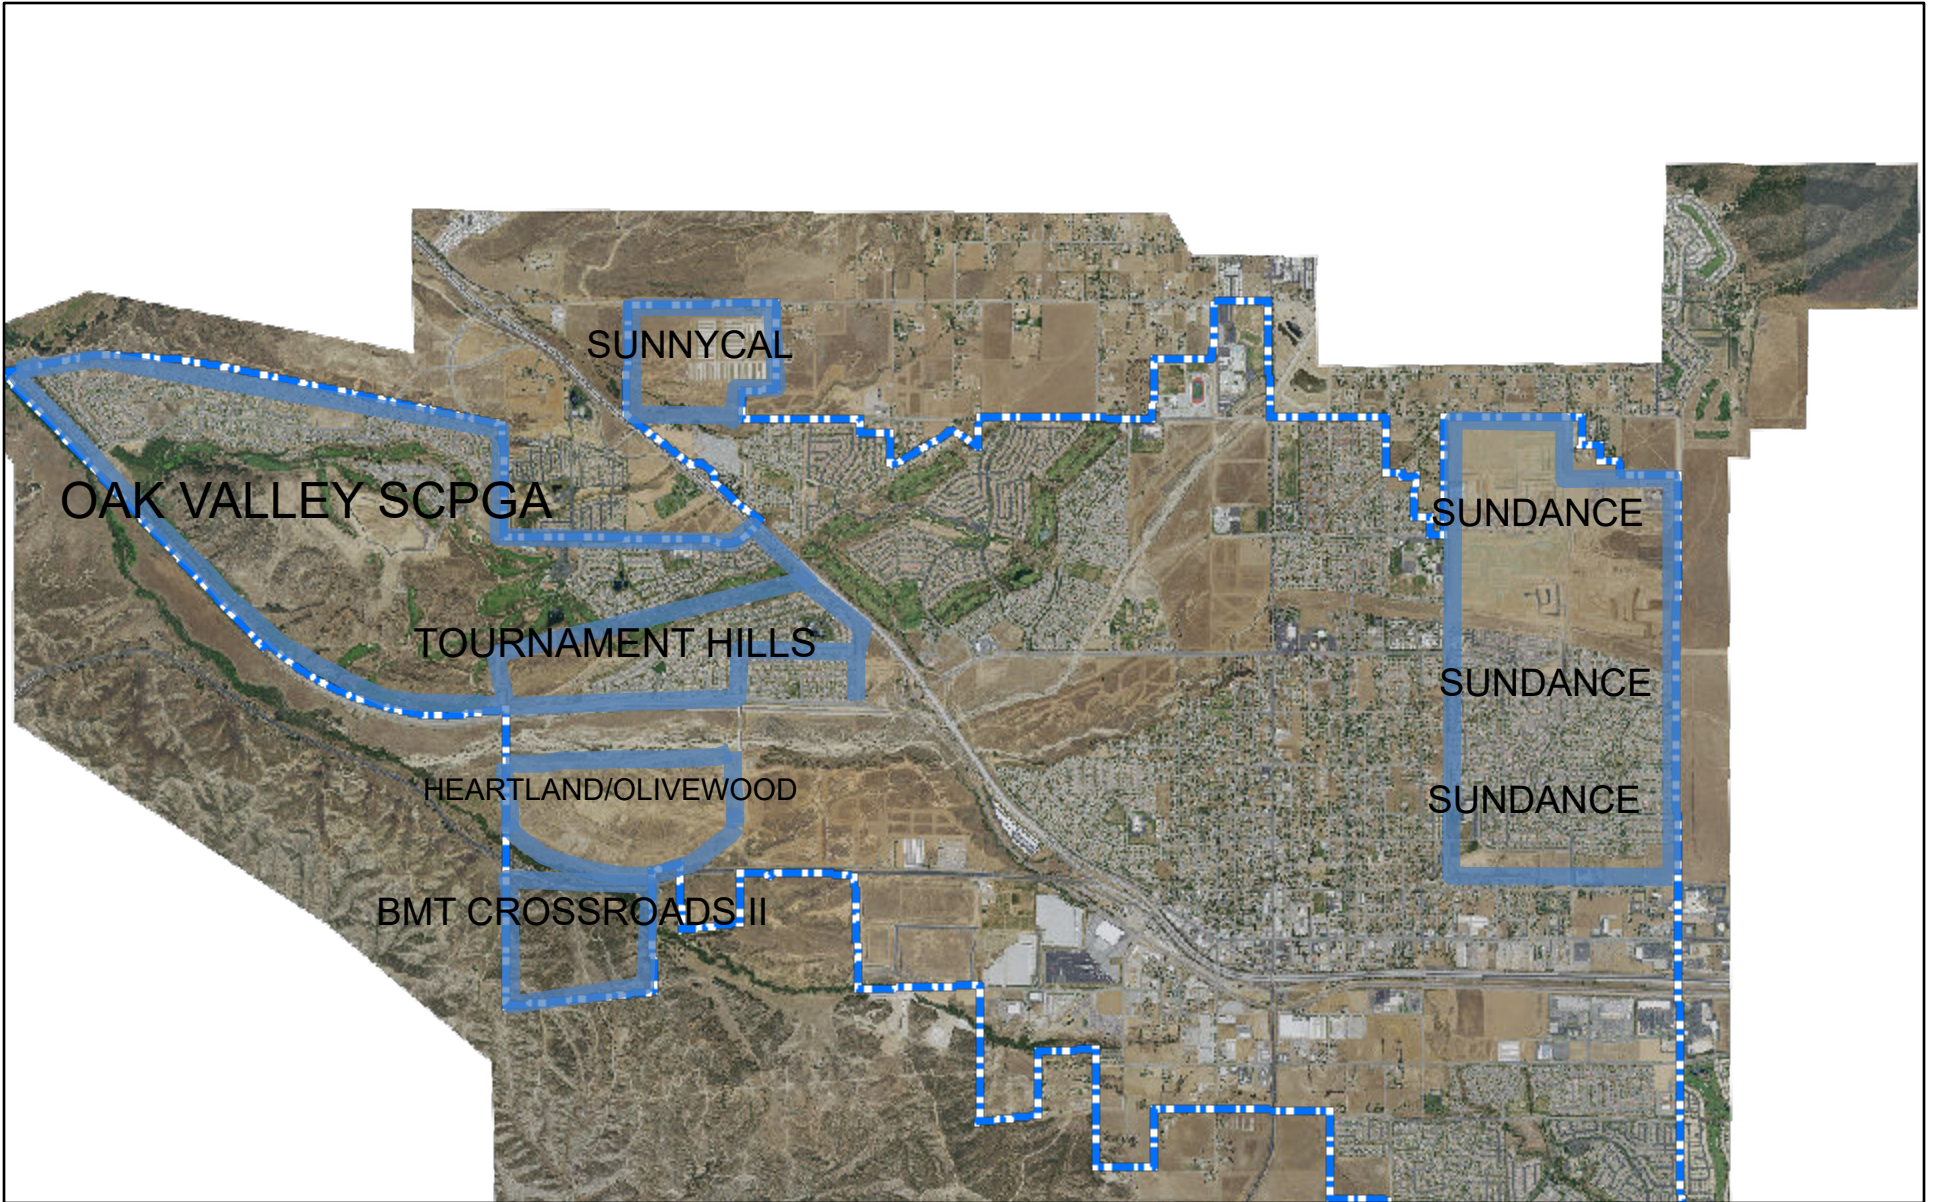 SUNNYCAL
OAK VALLEY SCPGA
SUNDANCE
TOURNAMENT HILLS
SUNDANCE
HEARTLAND/OLIVEWOOD
SUNDANCE
BMT CROSSROADS II